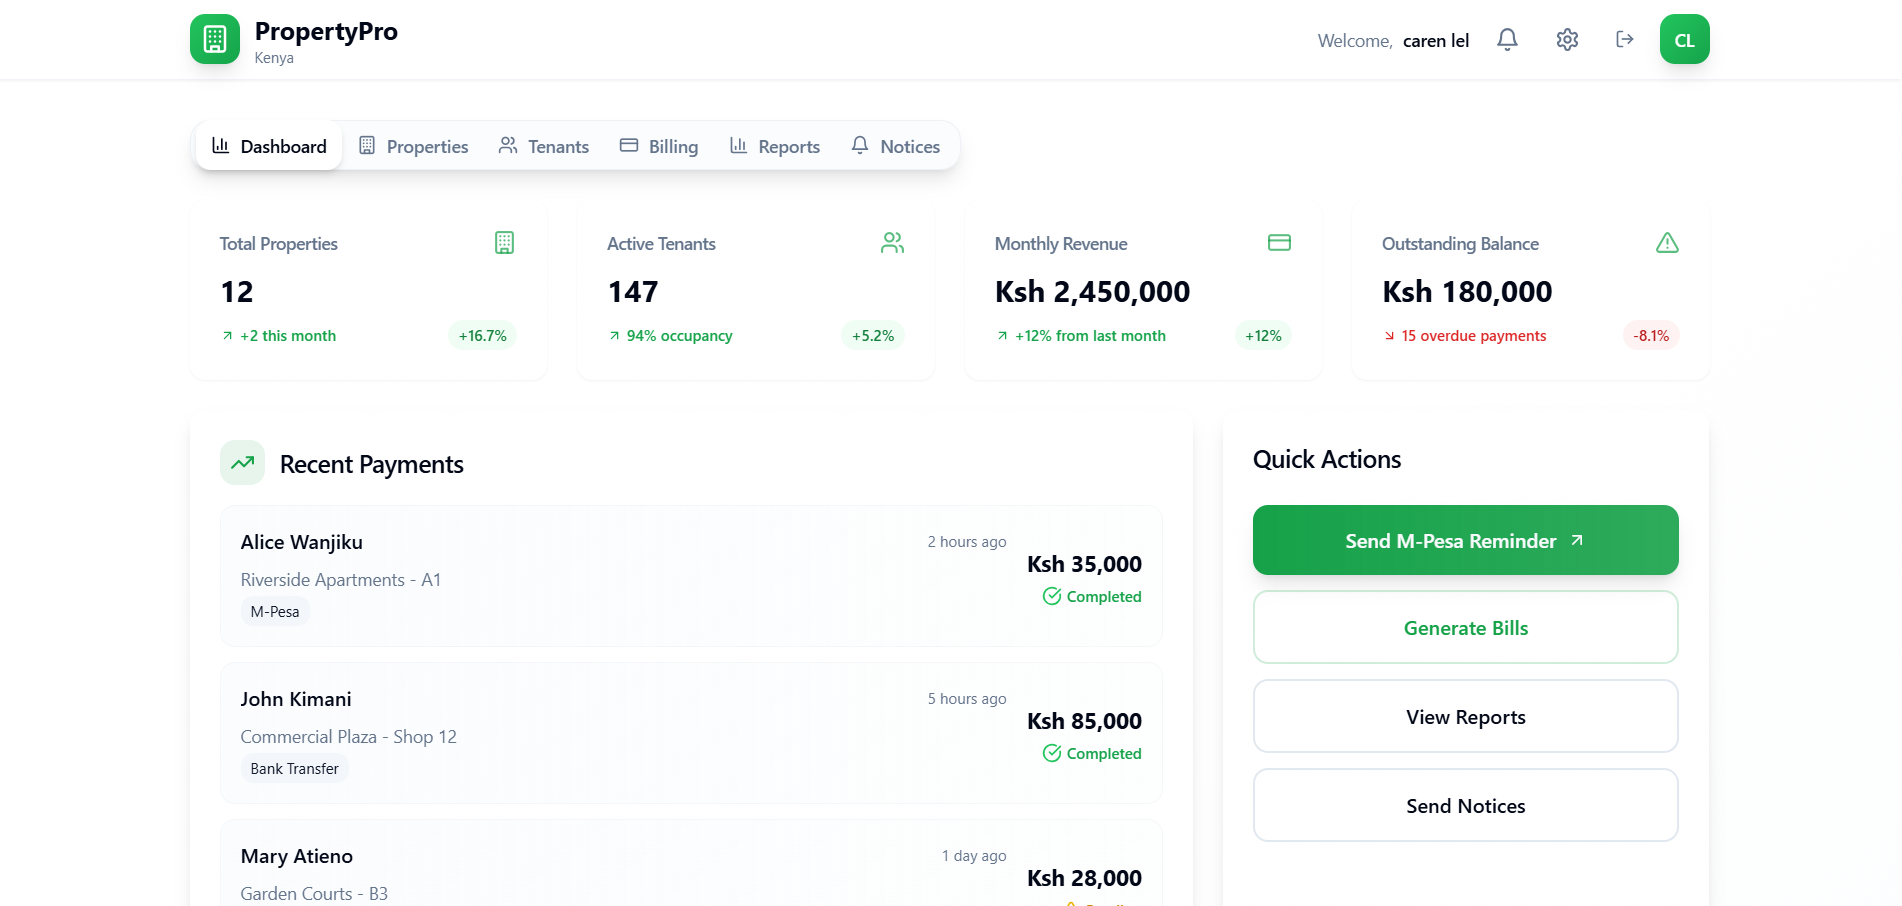 PropertyPro
Kenya
Welcome, caren lel
CL
Dashboard Properties Tenants Billing Reports Notices
Total Properties
12
+2 this month +16.7%
Active Tenants
147
94% occupancy +5.2%
Monthly Revenue
Ksh 2,450,000
+12% from last month +12%
Outstanding Balance
Ksh 180,000
15 overdue payments -8.1%
Recent Payments
Alice Wanjiku
2 hours ago
Riverside Apartments - A1
M-Pesa
Ksh 35,000
Completed
John Kimani
5 hours ago
Commercial Plaza - Shop 12
Bank Transfer
Ksh 85,000
Completed
Mary Atieno
1 day ago
Garden Courts - B3
Ksh 28,000
Quick Actions
Send M-Pesa Reminder
Generate Bills
View Reports
Send Notices